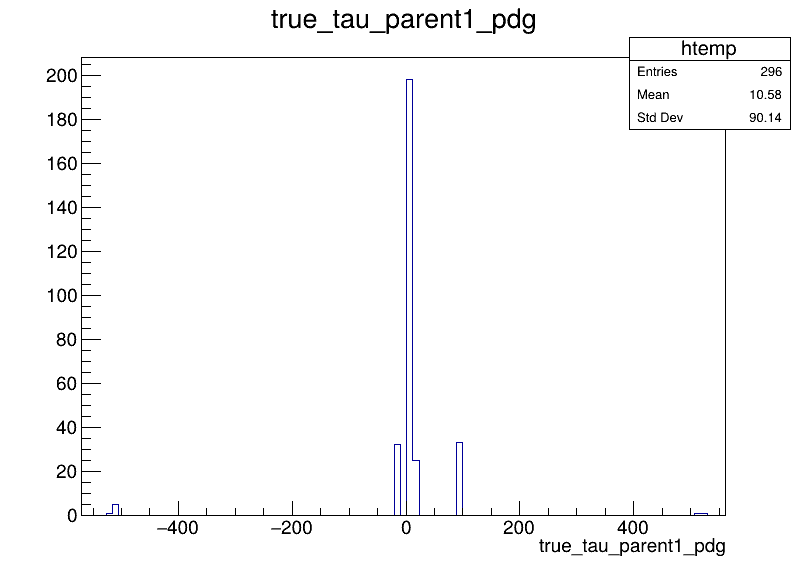 true_tau_parent1_pdg
htemp
Entries 296
Mean 10.58
Std Dev 90.14
200
180
160
140
120
100
80
60
40
20
0
−400 −200 0 200 400
true_tau_parent1_pdg